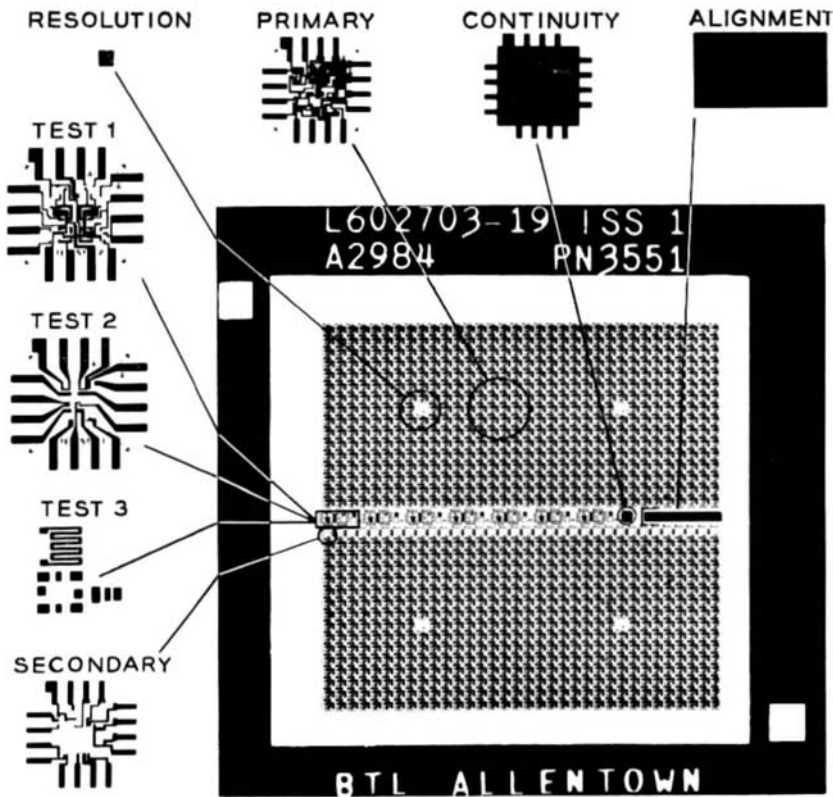 RESOLUTION
PRIMARY
CONTINUITY
ALIGNMENT
TEST 1
L602703-19 ISS 1
A2984 PN3551
TEST 2
TEST 3
SECONDARY
BTL ALLENTOWN